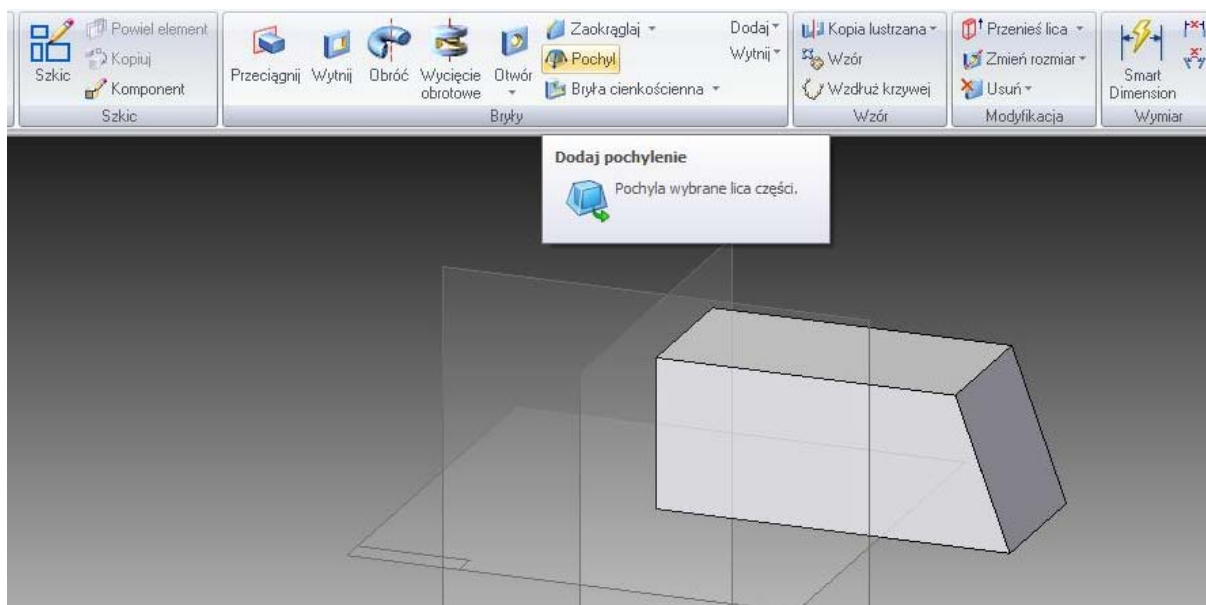 Szkic
Powiel element
Kopiuj
Komponent
Szkic
Przeciągnij
Wytnij
Obróć
Wycięcie
obrotowe
Otwór
Zaokrąglaj
Pochyl
Bryła cienkościenna
Dodaj
Wytnij
Bryły
Kopia lustrzana
Wzór
Wzdłuż krzywej
Wzór
Przenieś lica
Zmień rozmiar
Usuń
Modyfikacja
Smart
Dimension
Wymiar
Dodaj pochylenie
Pochyla wybrane lica części.